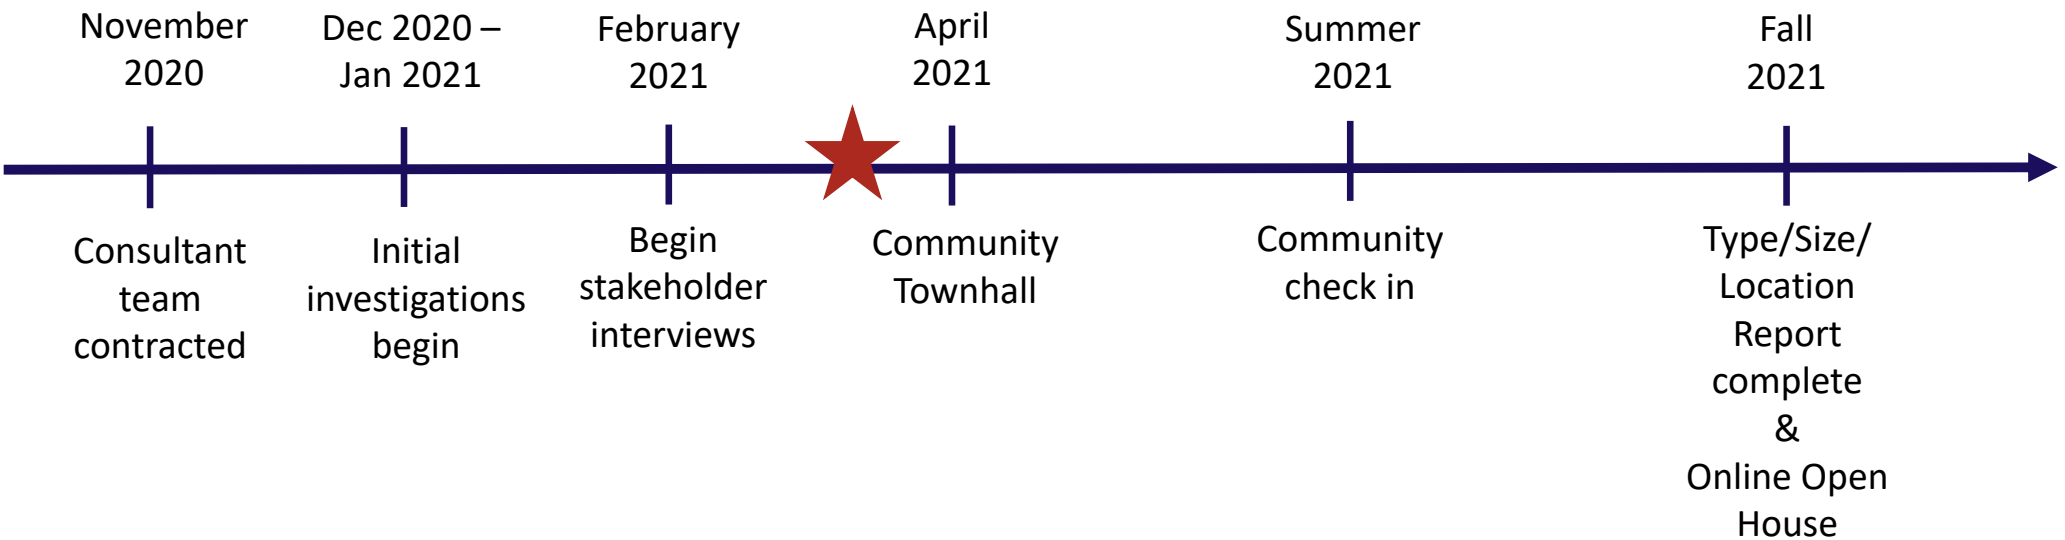 November
2020
Dec 2020 –
Jan 2021
February
2021
April
2021
Summer
2021
Fall
2021
Consultant
team
contracted
Initial
investigations
begin
Begin
stakeholder
interviews
Community
Townhall
Community
check in
Type/Size/
Location
Report
complete
&
Online Open
House